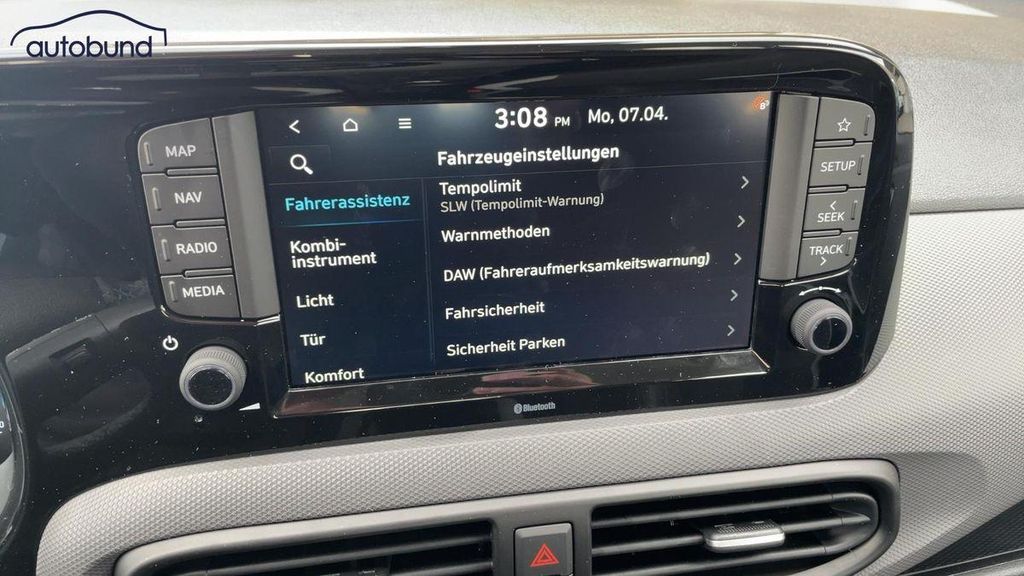 autobund
3:08 PM Mo, 07.04.
Fahrzeugeinstellungen
Fahrerassistenz
Kombi-
instrument
Licht
Tür
Komfort
Tempolimit
SLW (Tempolimit-Warnung)
Warnmethoden
DAW (Fahreraufmerksamkeitswarnung)
Fahrsicherheit
Sicherheit Parken
MAP
NAV
RADIO
MEDIA
SETUP
SEEK
TRACK
Bluetooth